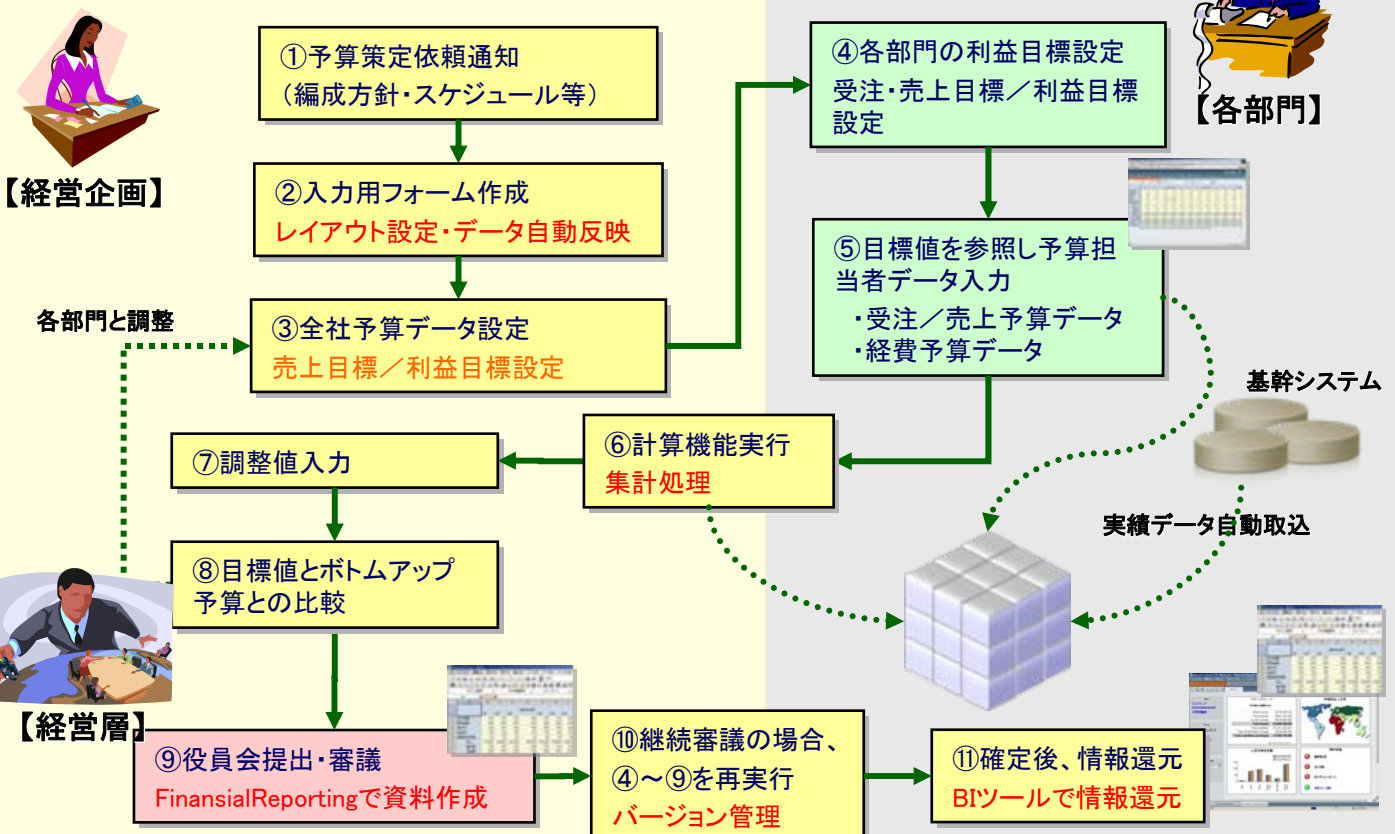 ①予算策定依頼通知
（編成方針・スケジュール等）
【経営企画】
②入力用フォーム作成
レイアウト設定・データ自動反映
各部門と調整
③全社予算データ設定
売上目標／利益目標設定
④各部門の利益目標設定
受注・売上目標／利益目標
設定
【各部門】
⑤目標値を参照し予算担
当者データ入力
・受注／売上予算データ
・経費予算データ
基幹システム
実績データ自動取込
⑥計算機能実行
集計処理
⑦調整値入力
⑧目標値とボトムアップ
予算との比較
【経営層】
⑨役員会提出・審議
FinansialReportingで資料作成
⑩継続審議の場合、
④～⑨を再実行
バージョン管理
⑪確定後、情報還元
BIツールで情報還元